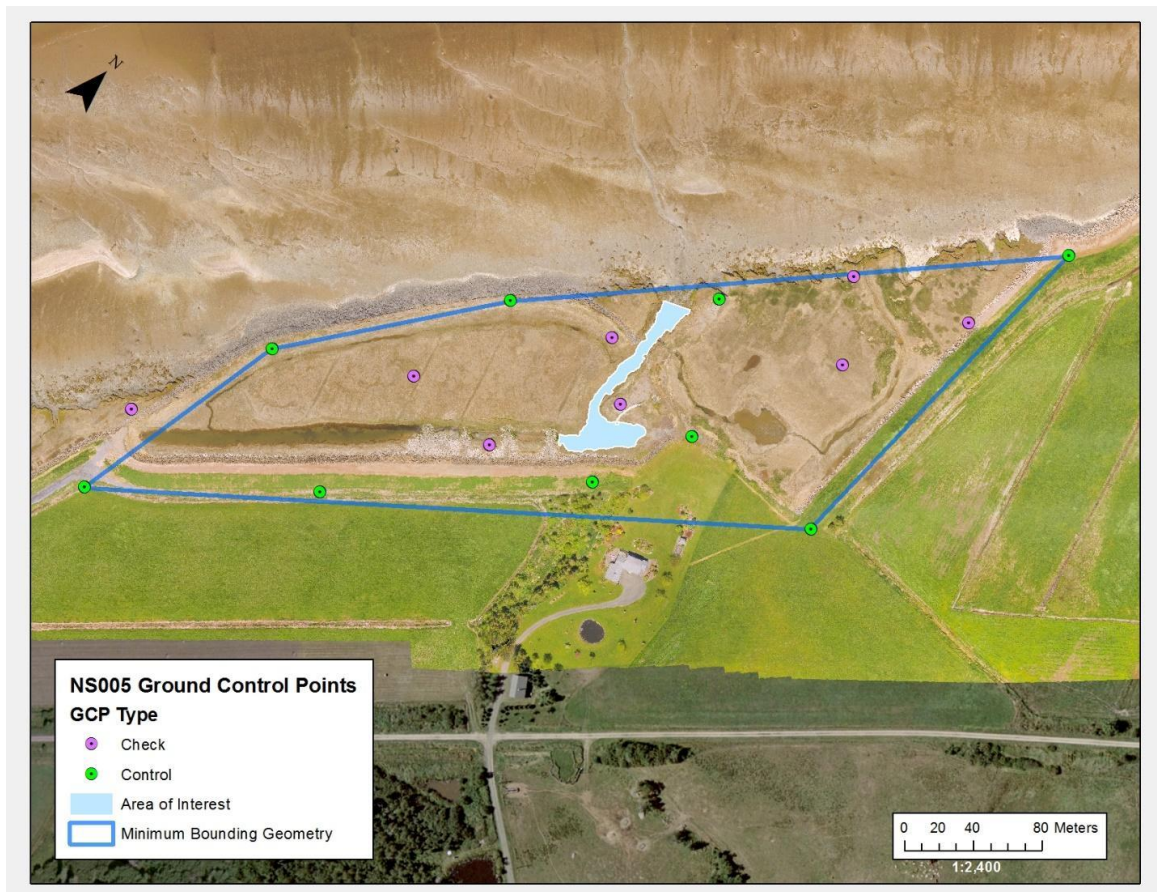 N
NS005 Ground Control Points
GCP Type
Check
Control
Area of Interest
Minimum Bounding Geometry
0 20 40 80 Meters
1:2,400